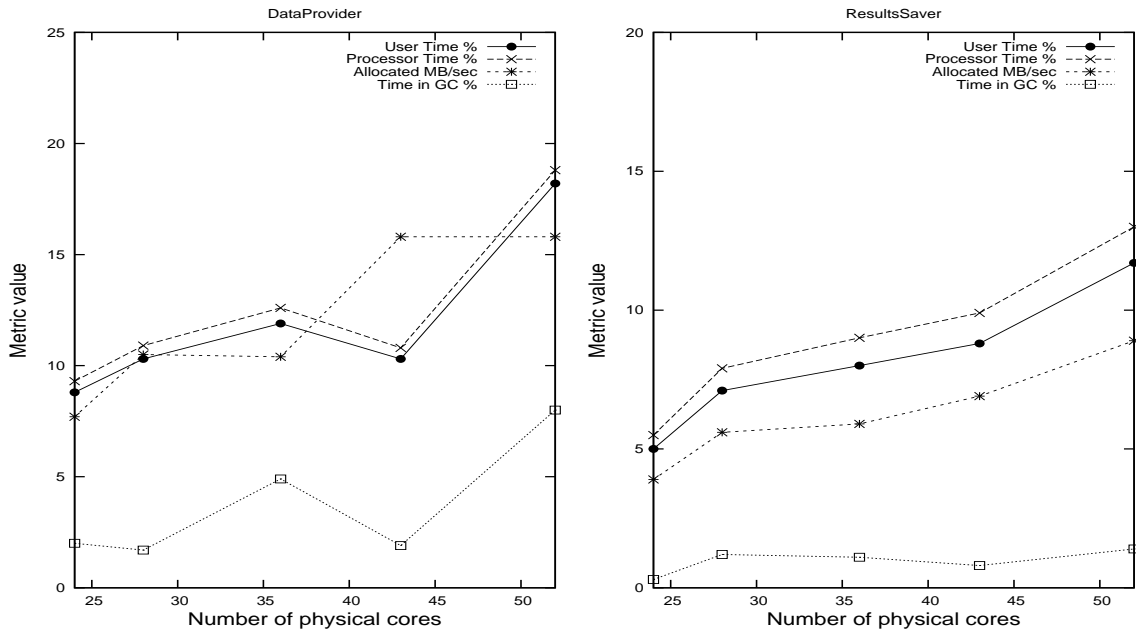 DataProvider
User Time %
Processor Time %
Allocated MB/sec
Time in GC %
25
20
15
10
5
0
Metric value
25 30 35 40 45 50
Number of physical cores
ResultsSaver
User Time %
Processor Time %
Allocated MB/sec
Time in GC %
20
15
10
5
0
Metric value
25 30 35 40 45 50
Number of physical cores